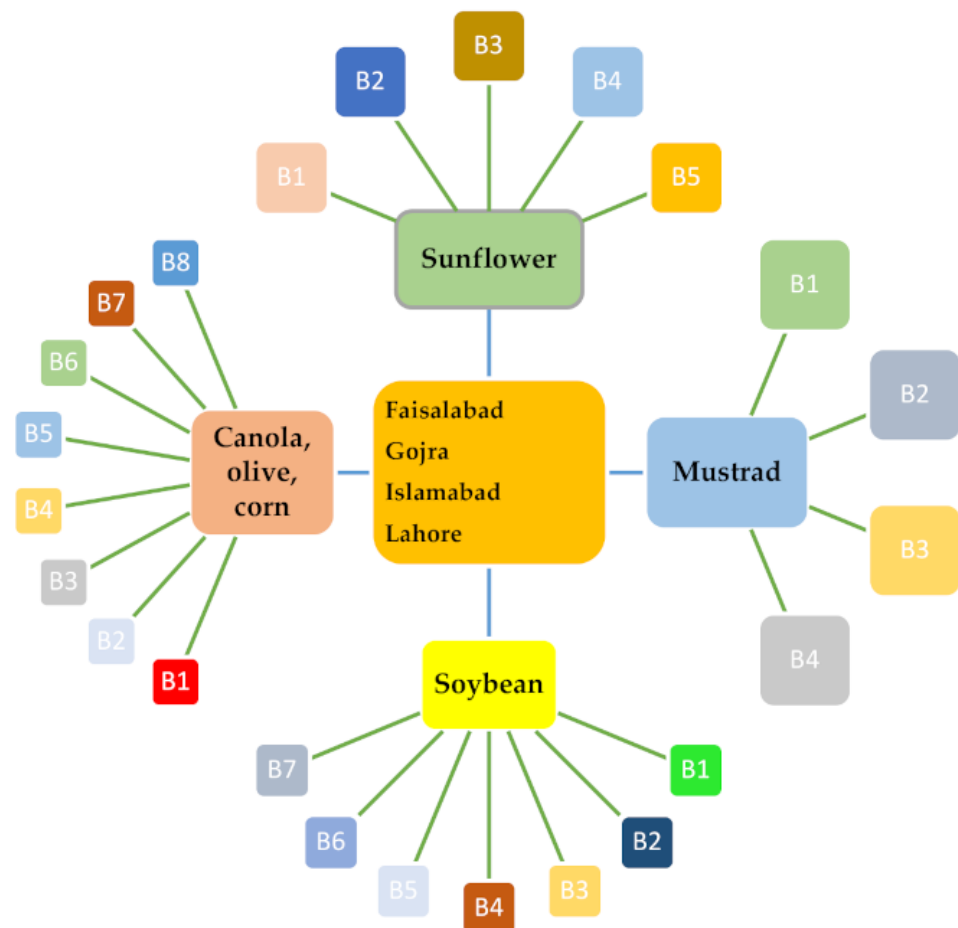 B3
B2
B4
B1
B5
Sunflower
B8
B7
B6
B5
B4
B3
B2
B1
Canola,
olive,
corn
Faisalabad
Gojra
Islamabad
Lahore
Mustrad
B1
B2
B3
B4
Soybean
B7
B6
B5
B4
B3
B2
B1